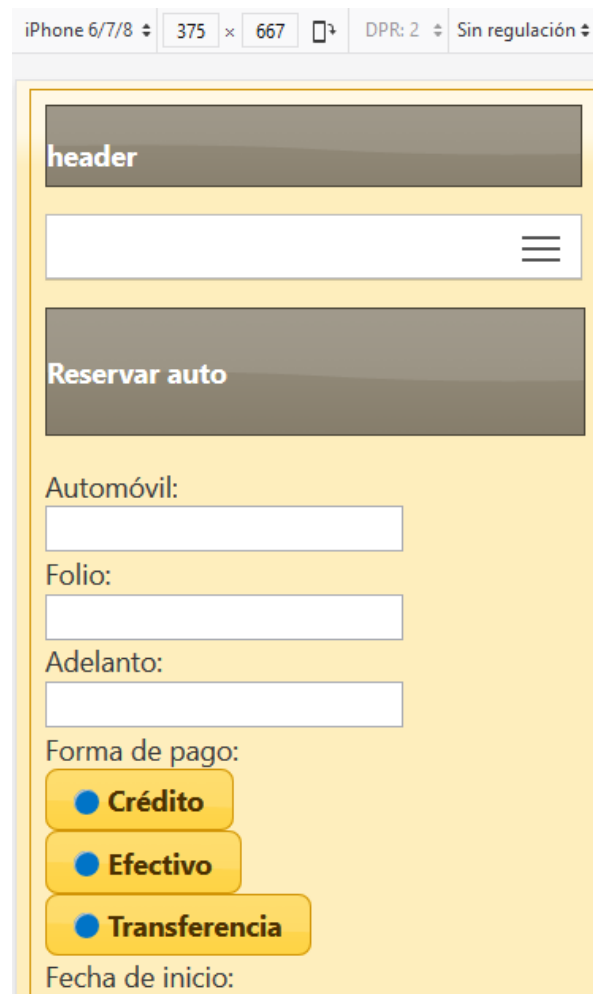 iPhone 6/7/8 375 × 667 DPR: 2 Sin regulación
header
Reservar auto
Automóvil:
Folio:
Adelanto:
Forma de pago:
Crédito
Efectivo
Transferencia
Fecha de inicio: